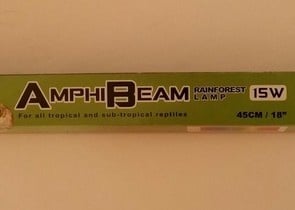 AMPHIBEAM RAINFOREST LAMP 15W
For all tropical and sub-tropical reptiles
45CM / 18"